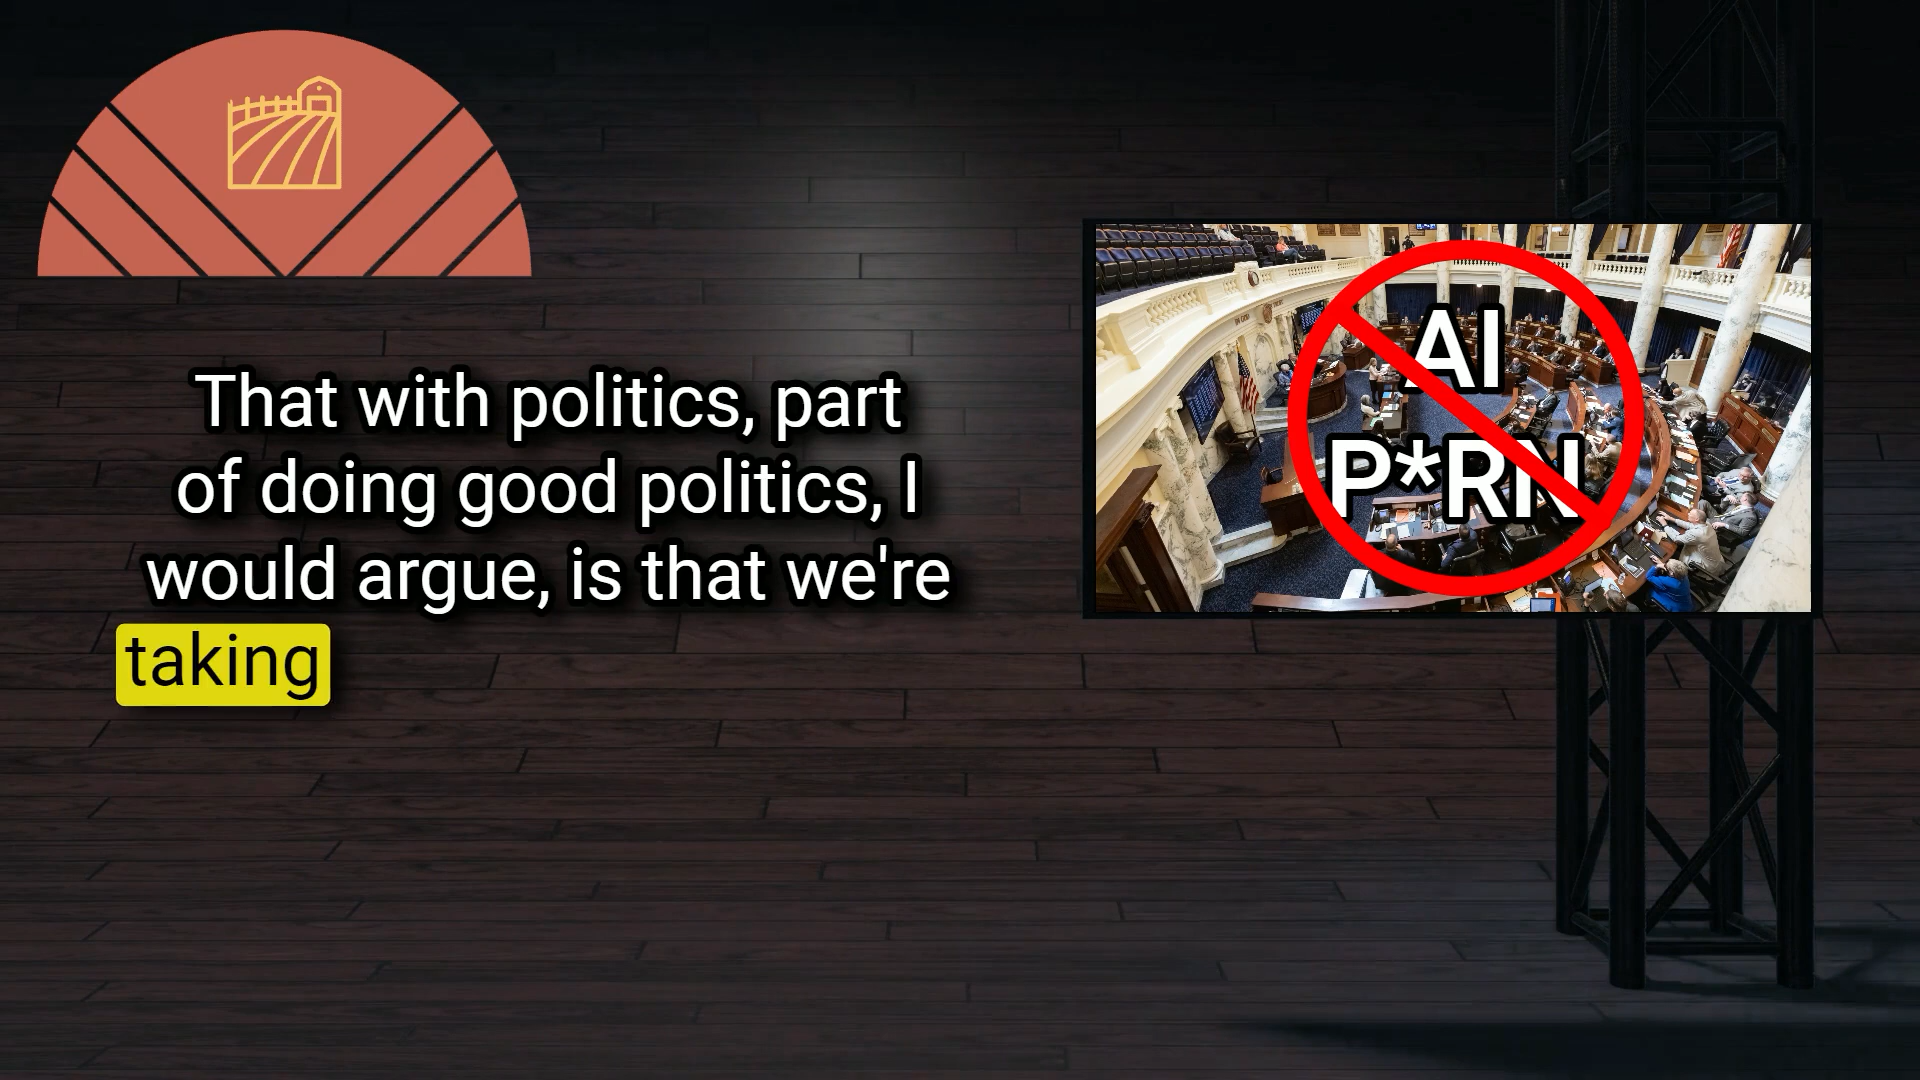 That with politics, part
of doing good politics, I
would argue, is that we're
taking
AI
P*RN